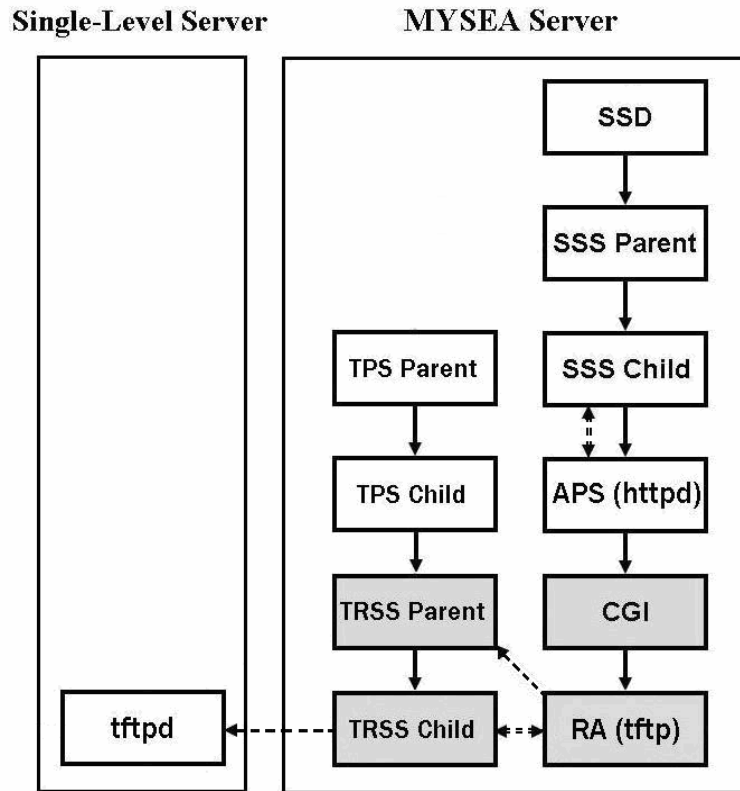 Single-Level Server
MYSEA Server
SSD
SSS Parent
TPS Parent
SSS Child
TPS Child
APS (httpd)
TRSS Parent
CGI
tftpd
TRSS Child
RA (tftp)